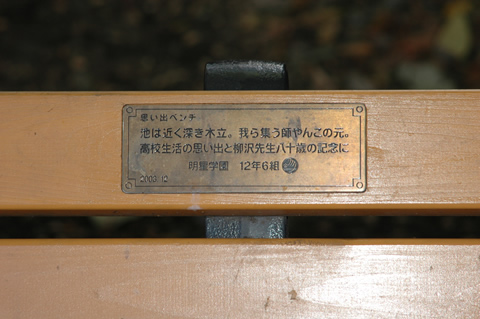 思い出ベンチ
池は近く深き木立。我ら集う師やんこの元。
高校生活の思い出と柳沢先生八十歳の記念に
明星学園 12年6組
2003.12